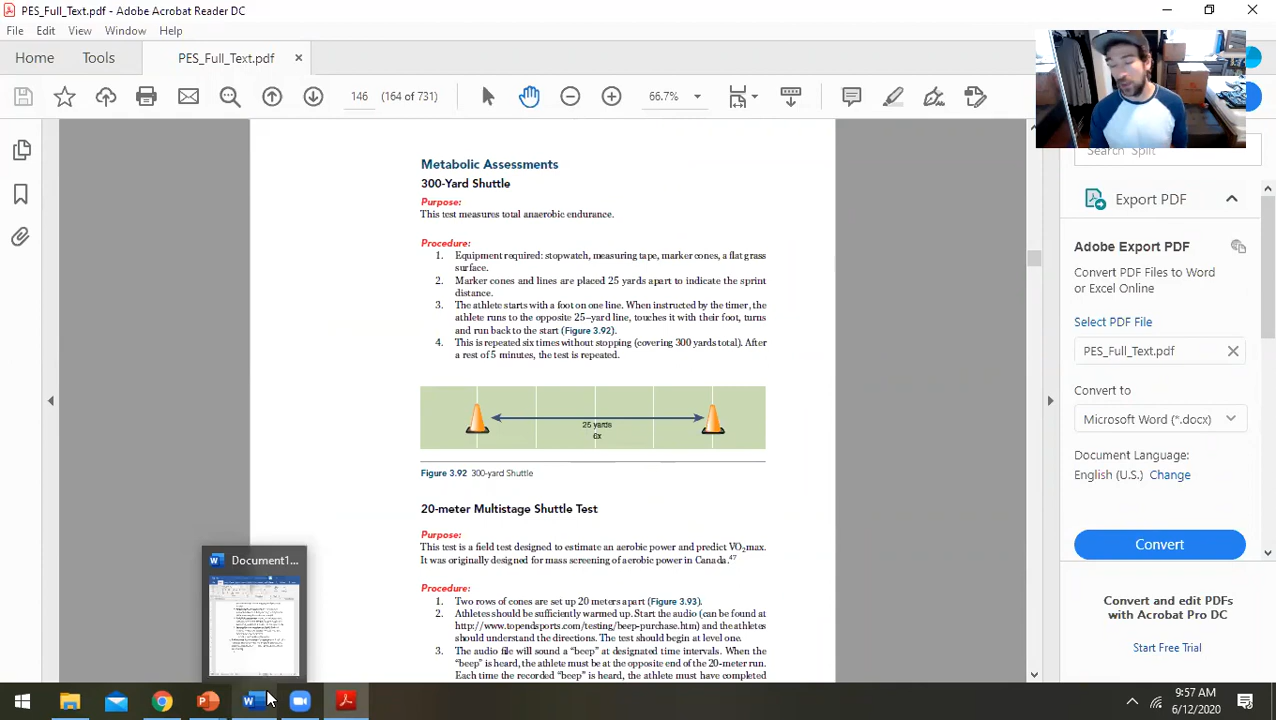 PES_Full_Text.pdf - Adobe Acrobat Reader DC
File Edit View Window Help
Home Tools PES_Full_Text.pdf
146 (164 of 731) 66.7%
Metabolic Assessments
300-Yard Shuttle
Purpose:
This test measures total anaerobic endurance.
Procedure:
1. Equipment required: stopwatch, measuring tape, marker cones, a flat grass
surface.
2. Marker cones and lines are placed 25 yards apart to indicate the sprint
distance.
3. The athlete starts with a foot on one line. When instructed by the timer, the
athlete runs to the opposite 25–yard line, touches it with their foot, turns
and run back to the start (Figure 3.92).
4. This is repeated six times without stopping (covering 300 yards total). After
a rest of 5 minutes, the test is repeated.
25 yards
6x
Figure 3.92 300-yard Shuttle
20-meter Multistage Shuttle Test
Purpose:
This test is a field test designed to estimate an aerobic power and predict VO2max.
It was originally designed for mass screening of aerobic power in Canada.47
Procedure:
1. Two rows of cones are set up 20 meters apart (Figure 3.93).
2. Athletes should be sufficiently warmed up. Start the audio (can be found at
http://www.topendsports.com/testing/beep-purchase.htm) and the athletes
should understand the directions. The test should begin at level one.
3. The audio file will sound a “beep” at designated time intervals. When the
“beep” is heard, the athlete must be at the opposite end of the 20-meter run.
Each time the recorded “beep” is heard, the athlete must have completed
Search 'Split'
Export PDF
Adobe Export PDF
Convert PDF Files to Word
or Excel Online
Select PDF File
PES_Full_Text.pdf
Convert to
Microsoft Word (*.docx)
Document Language:
English (U.S.) Change
Convert
Convert and edit PDFs
with Acrobat Pro DC
Start Free Trial
Document1...
9:57 AM
6/12/2020